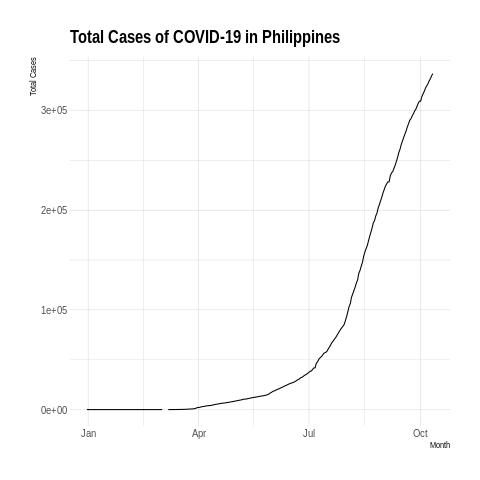 Total Cases of COVID-19 in Philippines
Total Cases
3e+05
2e+05
1e+05
0e+00
Jan Apr Jul Oct
Month